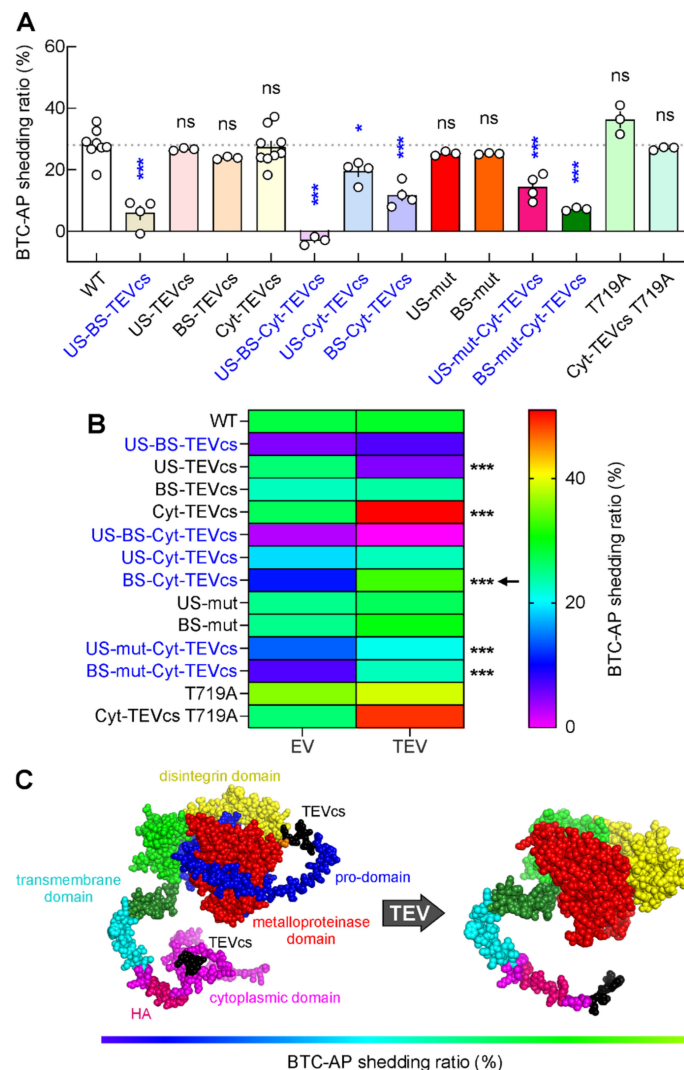 A
BTC-AP shedding ratio (%)
60
40
20
0
ns
ns
ns
ns
ns
ns
ns
***
***
*
***
***
***
WT
US-BS-TEVcs
US-TEVcs
BS-TEVcs
Cyt-TEVcs
US-BS-Cyt-TEVcs
US-Cyt-TEVcs
BS-Cyt-TEVcs
US-mut
BS-mut
US-mut-Cyt-TEVcs
BS-mut-Cyt-TEVcs
T719A
Cyt-TEVcs T719A
B
WT
US-BS-TEVcs
US-TEVcs ***
BS-TEVcs
Cyt-TEVcs ***
US-BS-Cyt-TEVcs
US-Cyt-TEVcs
BS-Cyt-TEVcs ***
US-mut
BS-mut
US-mut-Cyt-TEVcs ***
BS-mut-Cyt-TEVcs ***
T719A
Cyt-TEVcs T719A
EV TEV
40
20
0
BTC-AP shedding ratio (%)
C
disintegrin domain
TEVcs
transmembrane
domain
pro-domain
metalloproteinase
domain
TEVcs
cytoplasmic domain
HA
TEV
BTC-AP shedding ratio (%)